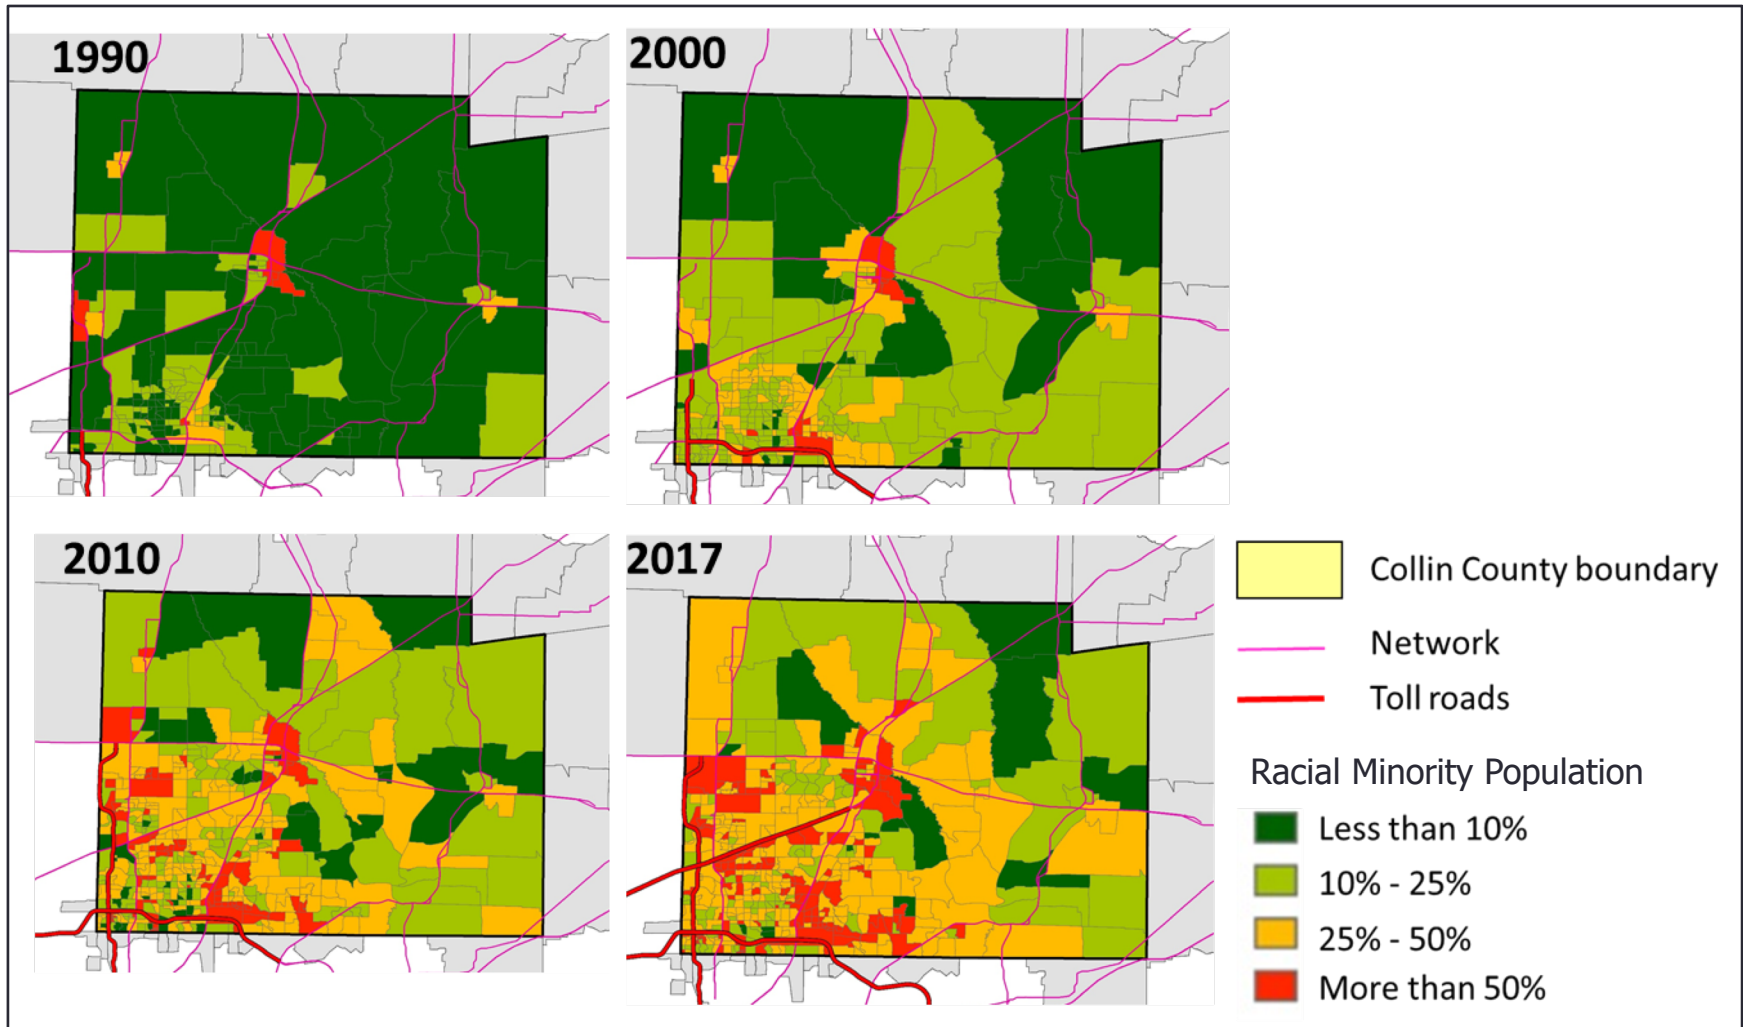 1990
2000
2010
2017
Collin County boundary
Network
Toll roads
Racial Minority Population
Less than 10%
10% - 25%
25% - 50%
More than 50%